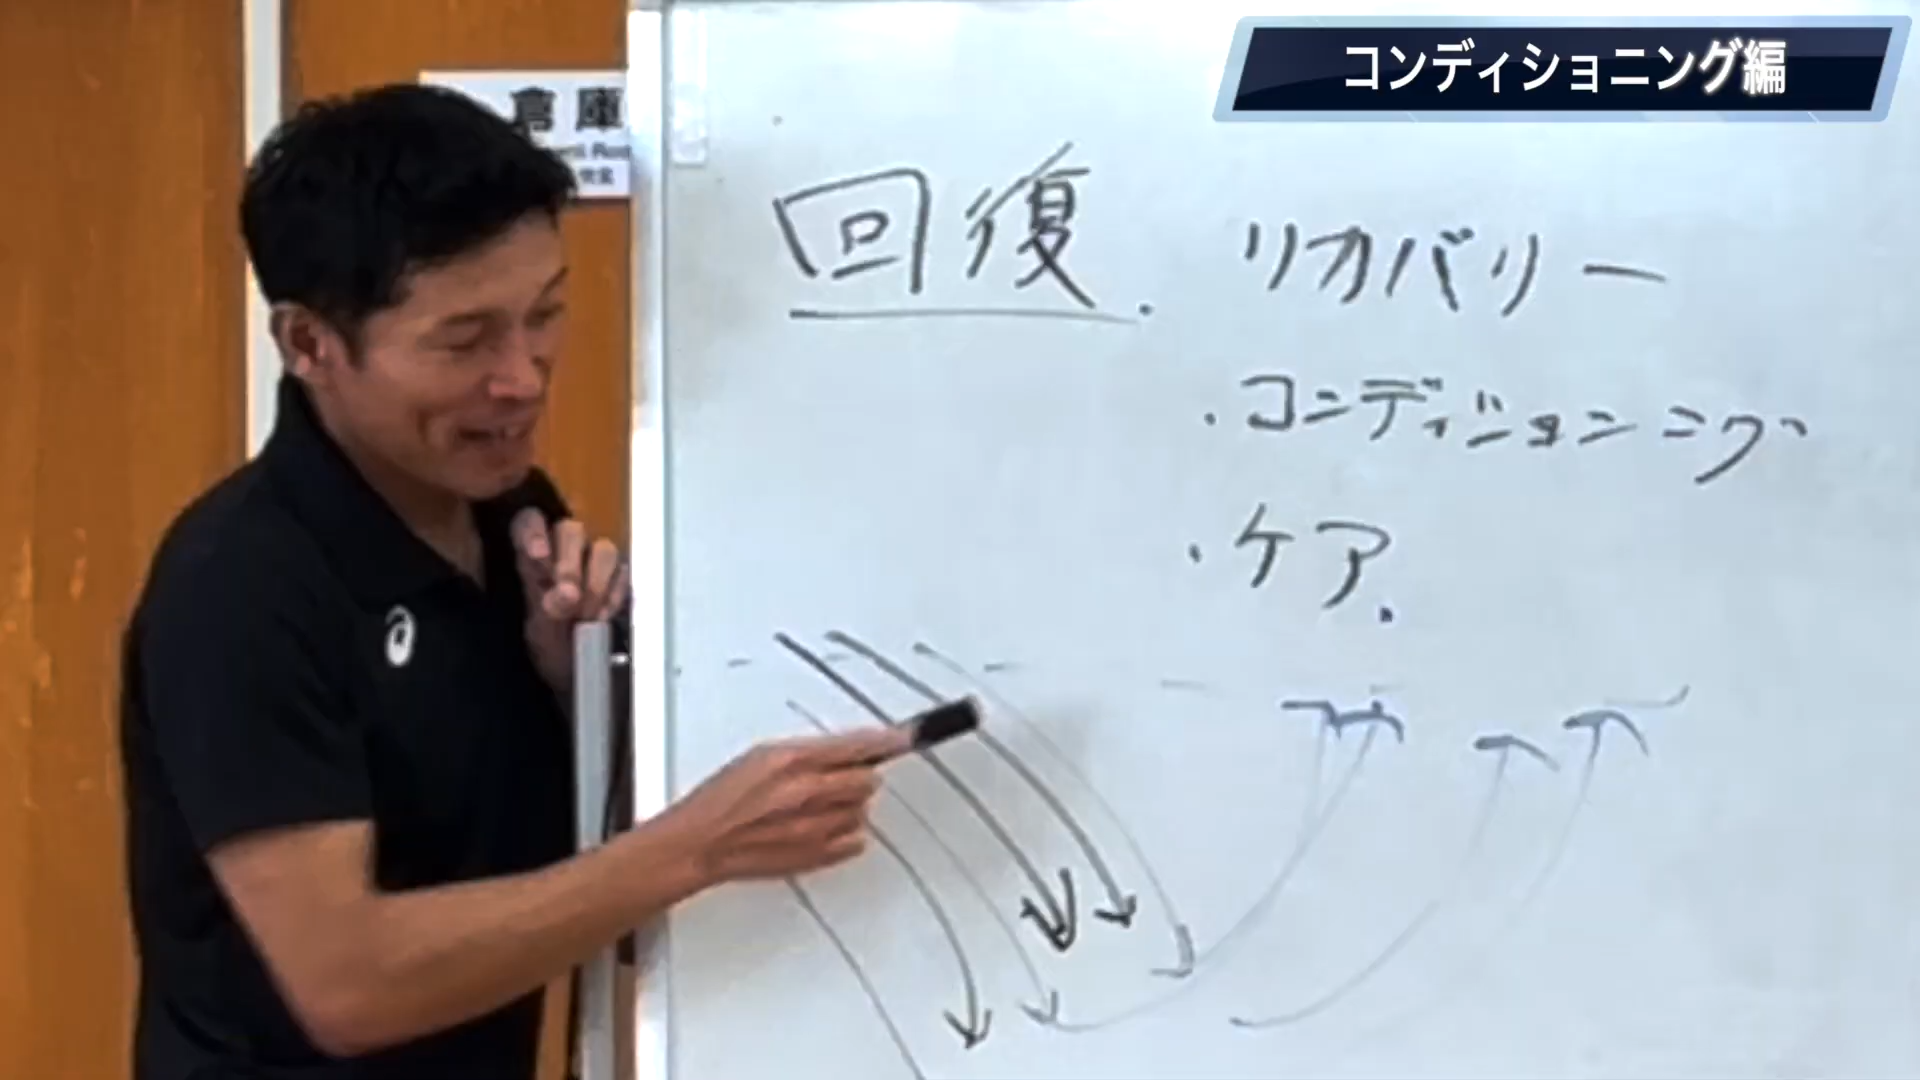 コンディショニング編
倉庫
回復.
リカバリー
・コンディションニング
・ケア.